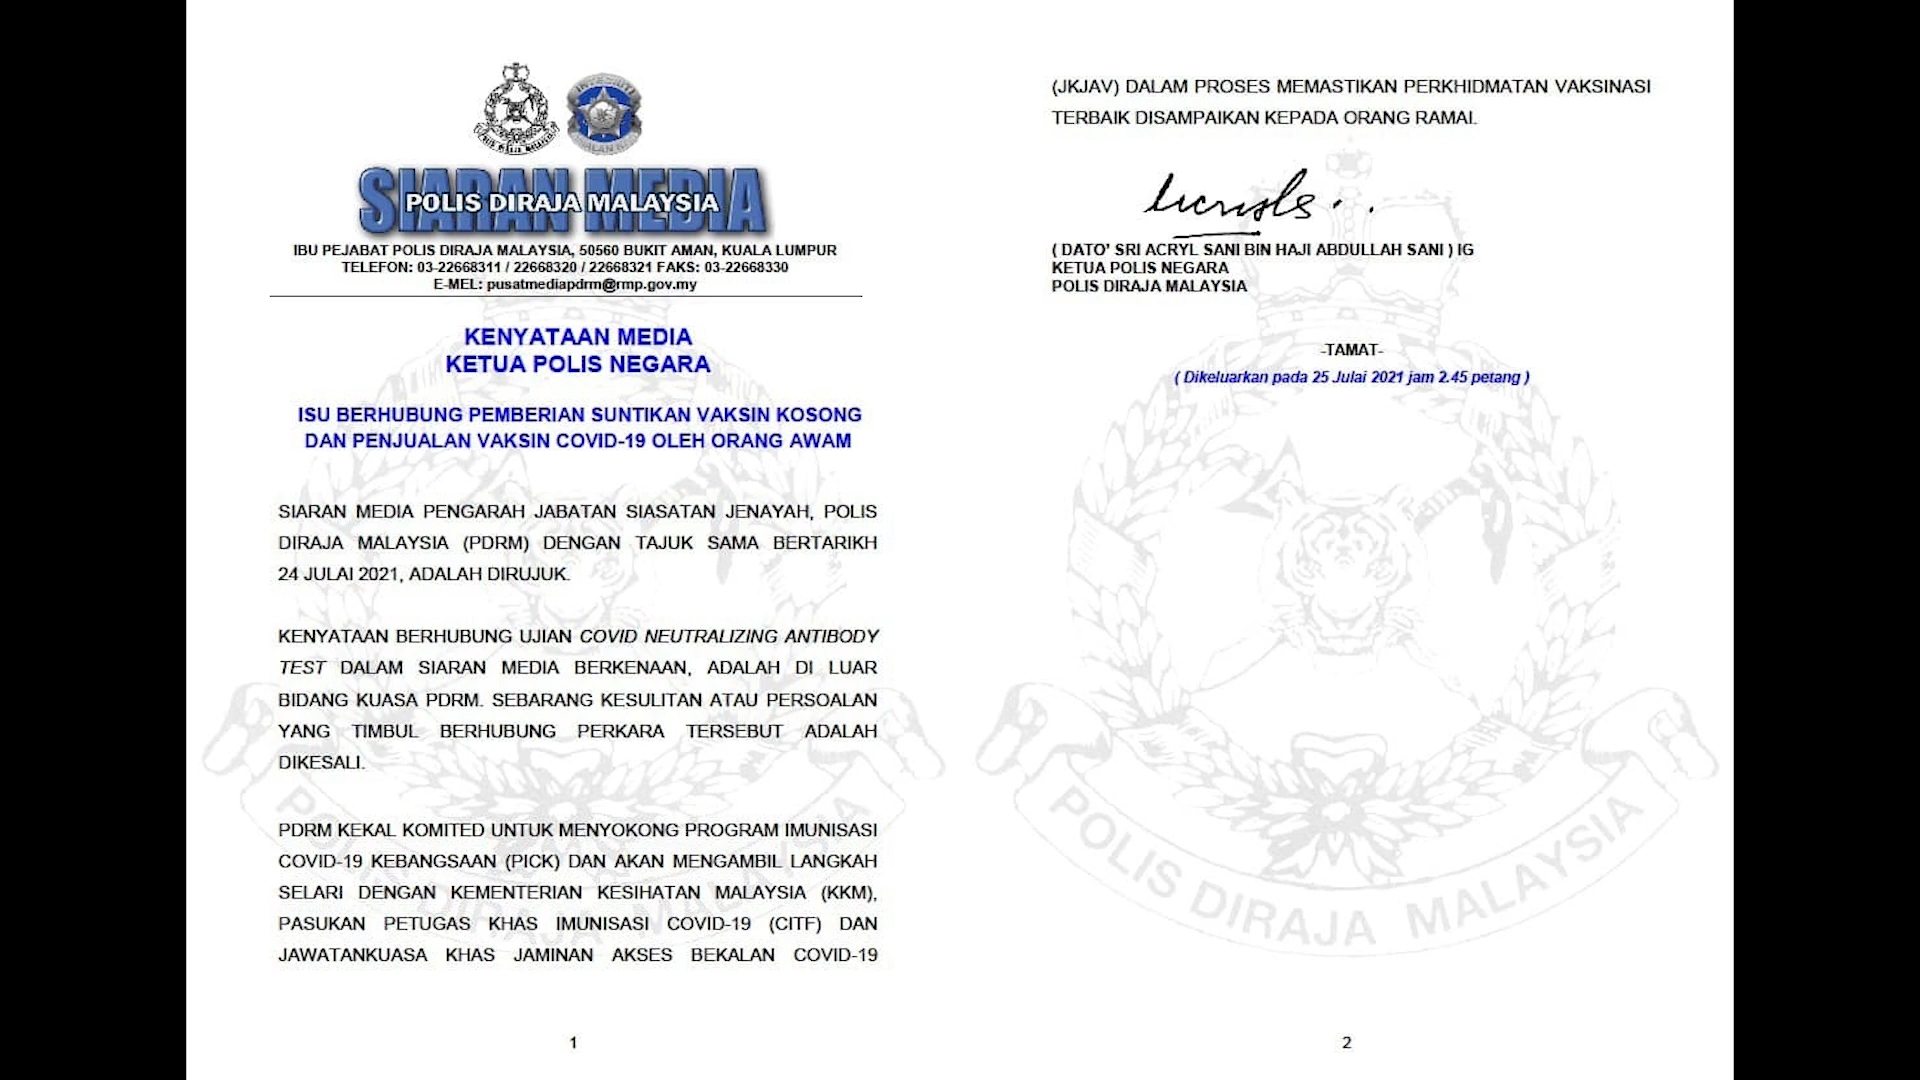 SIARAN MEDIA
POLIS DIRAJA MALAYSIA
IBU PEJABAT POLIS DIRAJA MALAYSIA, 50560 BUKIT AMAN, KUALA LUMPUR
TELEFON: 03-22668311 / 22668320 / 22668321 FAKS: 03-22668330
E-MEL: pusatmediapdrm@rmp.gov.my
KENYATAAN MEDIA
KETUA POLIS NEGARA
ISU BERHUBUNG PEMBERIAN SUNTIKAN VAKSIN KOSONG
DAN PENJUALAN VAKSIN COVID-19 OLEH ORANG AWAM
SIARAN MEDIA PENGARAH JABATAN SIASATAN JENAYAH, POLIS
DIRAJA MALAYSIA (PDRM) DENGAN TAJUK SAMA BERTARIKH
24 JULAI 2021, ADALAH DIRUJUK.
KENYATAAN BERHUBUNG UJIAN COVID NEUTRALIZING ANTIBODY
TEST DALAM SIARAN MEDIA BERKENAAN, ADALAH DI LUAR
BIDANG KUASA PDRM. SEBARANG KESULITAN ATAU PERSOALAN
YANG TIMBUL BERHUBUNG PERKARA TERSEBUT ADALAH
DIKESALI.
PDRM KEKAL KOMITED UNTUK MENYOKONG PROGRAM IMUNISASI
COVID-19 KEBANGSAAN (PICK) DAN AKAN MENGAMBIL LANGKAH
SELARI DENGAN KEMENTERIAN KESIHATAN MALAYSIA (KKM),
PASUKAN PETUGAS KHAS IMUNISASI COVID-19 (CITF) DAN
JAWATANKUASA KHAS JAMINAN AKSES BEKALAN COVID-19
POLIS DIRAJA MALAYSIA
1
(JKJAV) DALAM PROSES MEMASTIKAN PERKHIDMATAN VAKSINASI
TERBAIK DISAMPAIKAN KEPADA ORANG RAMAI.
( DATO' SRI ACRYL SANI BIN HAJI ABDULLAH SANI ) IG
KETUA POLIS NEGARA
POLIS DIRAJA MALAYSIA
-TAMAT-
( Dikeluarkan pada 25 Julai 2021 jam 2.45 petang )
POLIS DIRAJA MALAYSIA
2